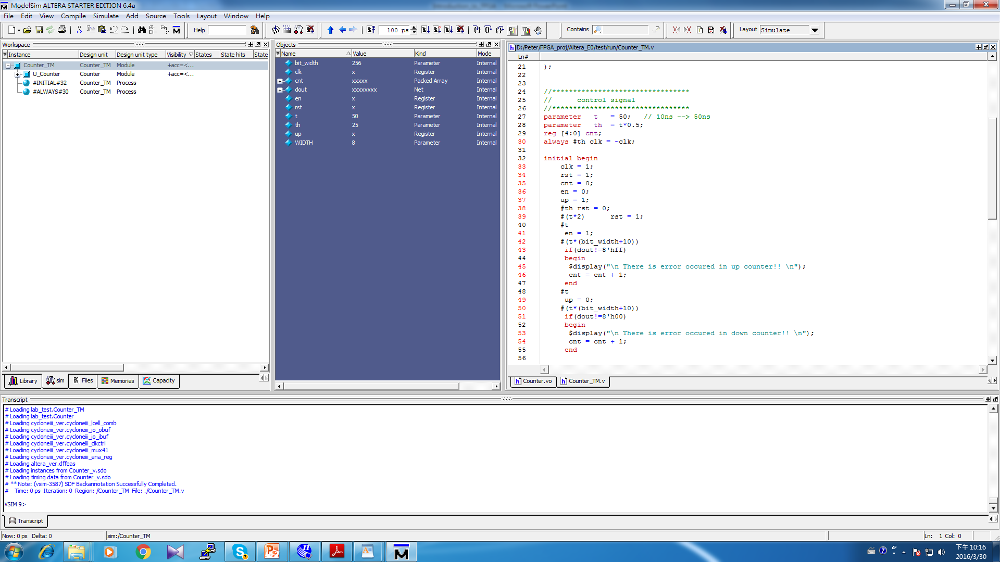 ModelSim ALTERA STARTER EDITION 6.4a
File Edit View Compile Simulate Add Source Tools Layout Window Help
Help 100 ps Contains Layout Simulate
Workspace
Instance Design unit Design unit type Visibility States State hits State
Counter_TM Counter_TM Module +acc=<...
U_Counter Counter Module +acc=<...
#INITIAL#32 Counter_TM Process
#ALWAYS#30 Counter_TM Process
Library sim Files Memories Capacity
Objects
Name Value Kind Mode
bit_width 256 Parameter Internal
clk x Register Internal
cnt xxxxx Packed Array Internal
dout xxxxxxxx Net Internal
en x Register Internal
rst x Register Internal
t 50 Parameter Internal
th 25 Parameter Internal
up x Register Internal
WIDTH 8 Parameter Internal
D:/Peter/FPGA_proj/Altera_E0/test/run/Counter_TM.v
Ln#
21 );
22
23
24 //*********************************
25 // control signal
26 //*********************************
27 parameter t = 50; // 10ns --> 50ns
28 parameter th = t*0.5;
29 reg [4:0] cnt;
30 always #th clk = ~clk;
31
32 initial begin
33 clk = 1;
34 rst = 1;
35 cnt = 0;
36 en = 0;
37 up = 1;
38 #th rst = 0;
39 #(t*2) rst = 1;
40 #t
41 en = 1;
42 #(t*(bit_width+10))
43 if(dout!=8'hff)
44 begin
45 $display("\n There is error occured in up counter!! \n");
46 cnt = cnt + 1;
47 end
48 #t
49 up = 0;
50 #(t*(bit_width+10))
51 if(dout!=8'h00)
52 begin
53 $display("\n There is error occured in down counter!! \n");
54 cnt = cnt + 1;
55 end
56
Counter.vo Counter_TM.v
Transcript
# Loading lab_test.Counter_TM
# Loading lab_test.Counter
# Loading cycloneiii_ver.cycloneiii_lcell_comb
# Loading cycloneiii_ver.cycloneiii_io_obuf
# Loading cycloneiii_ver.cycloneiii_io_ibuf
# Loading cycloneiii_ver.cycloneiii_clkctrl
# Loading cycloneiii_ver.cycloneiii_mux41
# Loading cycloneiii_ver.cycloneiii_ena_reg
# Loading altera_ver.dffeas
# Loading instances from Counter_v.sdo
# Loading timing data from Counter_v.sdo
# ** Note: (vsim-3587) SDF Backannotation Successfully Completed.
# Time: 0 ps Iteration: 0 Region: /Counter_TM File: ./Counter_TM.v
VSIM 9>
Transcript
Now: 0 ps Delta: 0 sim:/Counter_TM Ln: 1 Col: 0
下午 10:16
2016/3/30